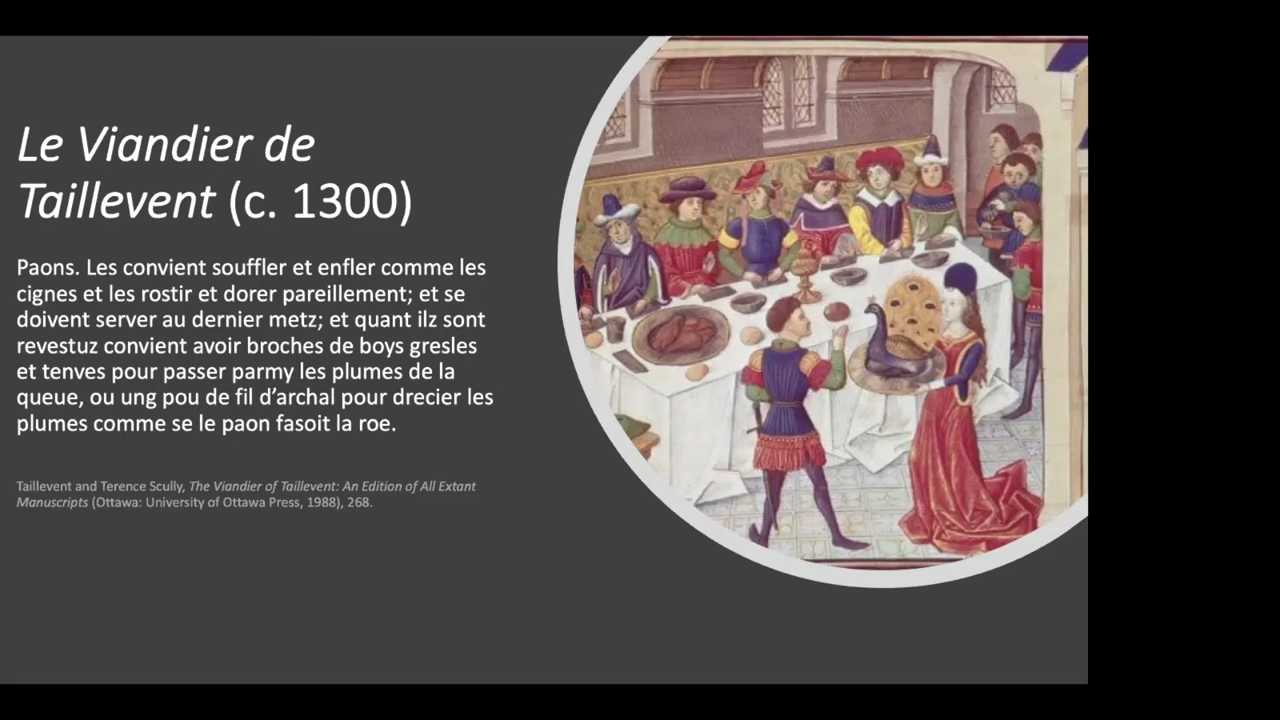 Le Viandier de
Taillevent (c. 1300)
Paons. Les convient souffler et enfler comme les
cignes et les rostir et dorer pareillement; et se
doivent server au dernier metz; et quant ilz sont
revestuz convient avoir broches de boys gresles
et tenves pour passer parmy les plumes de la
queue, ou ung pou de fil d’archal pour drecier les
plumes comme se le paon fasoit la roe.
Taillevent and Terence Scully, The Viandier of Taillevent: An Edition of All Extant
Manuscripts (Ottawa: University of Ottawa Press, 1988), 268.